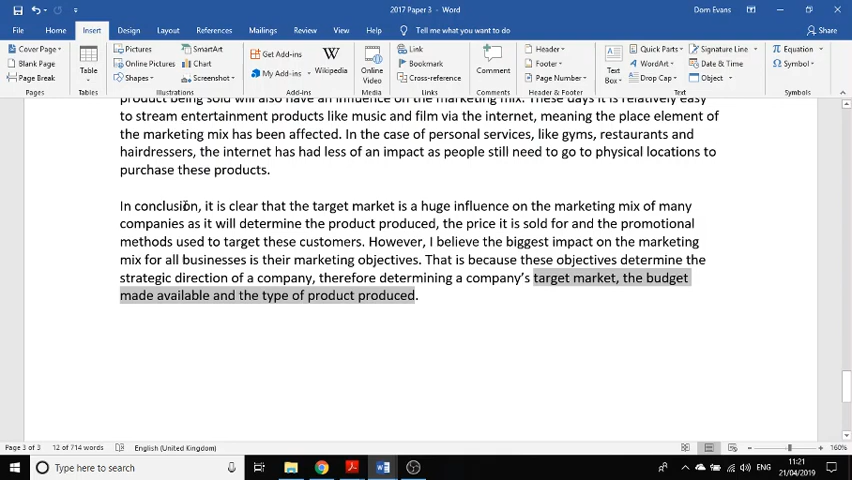 2017 Paper 3 - Word
Dom Evans
File Home Insert Design Layout References Mailings Review View Help Tell me what you want to do Share
Cover Page
Blank Page
Page Break
Pages
Table
Tables
Pictures
Online Pictures
Shapes
SmartArt
Chart
Screenshot
Illustrations
Get Add-ins
My Add-ins
Wikipedia
Add-ins
Online
Video
Media
Link
Bookmark
Cross-reference
Links
Comment
Comments
Header
Footer
Page Number
Header & Footer
Text
Box
Quick Parts
WordArt
Drop Cap
Signature Line
Date & Time
Object
Text
Equation
Symbol
Symbols
product being sold will also have an influence on the marketing mix. These days it is relatively easy
to stream entertainment products like music and film via the internet, meaning the place element of
the marketing mix has been affected. In the case of personal services, like gyms, restaurants and
hairdressers, the internet has had less of an impact as people still need to go to physical locations to
purchase these products.
In conclusion, it is clear that the target market is a huge influence on the marketing mix of many
companies as it will determine the product produced, the price it is sold for and the promotional
methods used to target these customers. However, I believe the biggest impact on the marketing
mix for all businesses is their marketing objectives. That is because these objectives determine the
strategic direction of a company, therefore determining a company's target market, the budget
made available and the type of product produced.
Page 3 of 3 12 of 714 words English (United Kingdom) 160%
Type here to search
ENG
11:21
21/04/2019